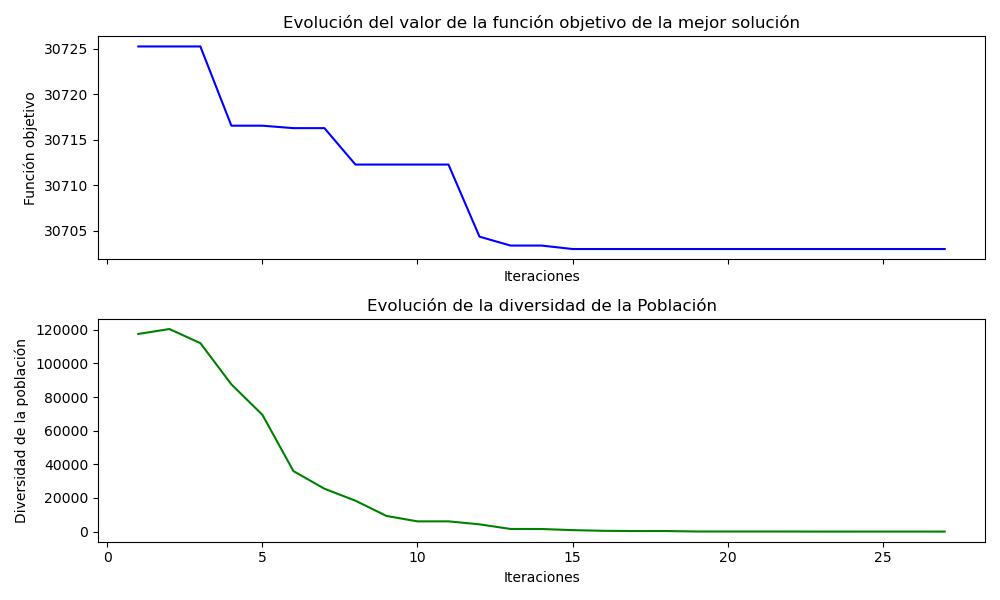 Evolución del valor de la función objetivo de la mejor solución
Función objetivo
30725
30720
30715
30710
30705
Iteraciones
Evolución de la diversidad de la Población
Diversidad de la población
120000
100000
80000
60000
40000
20000
0
0 5 10 15 20 25
Iteraciones